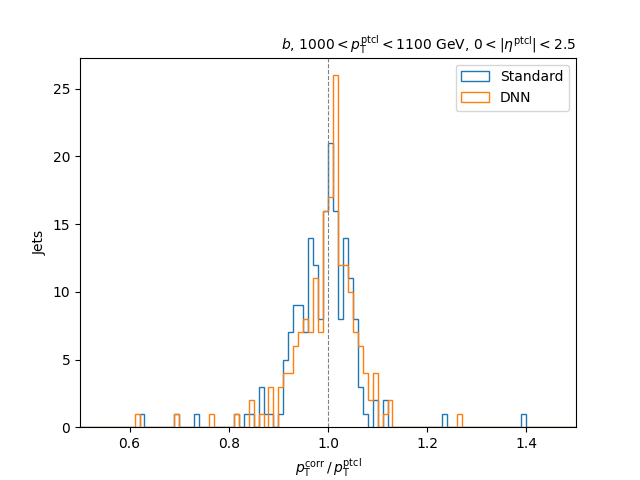 b, 1000 < p_T^ptcl < 1100 GeV, 0 < |η^ptcl| < 2.5
Standard
DNN
25
20
15
10
5
0
Jets
0.6 0.8 1.0 1.2 1.4
p_T^corr / p_T^ptcl